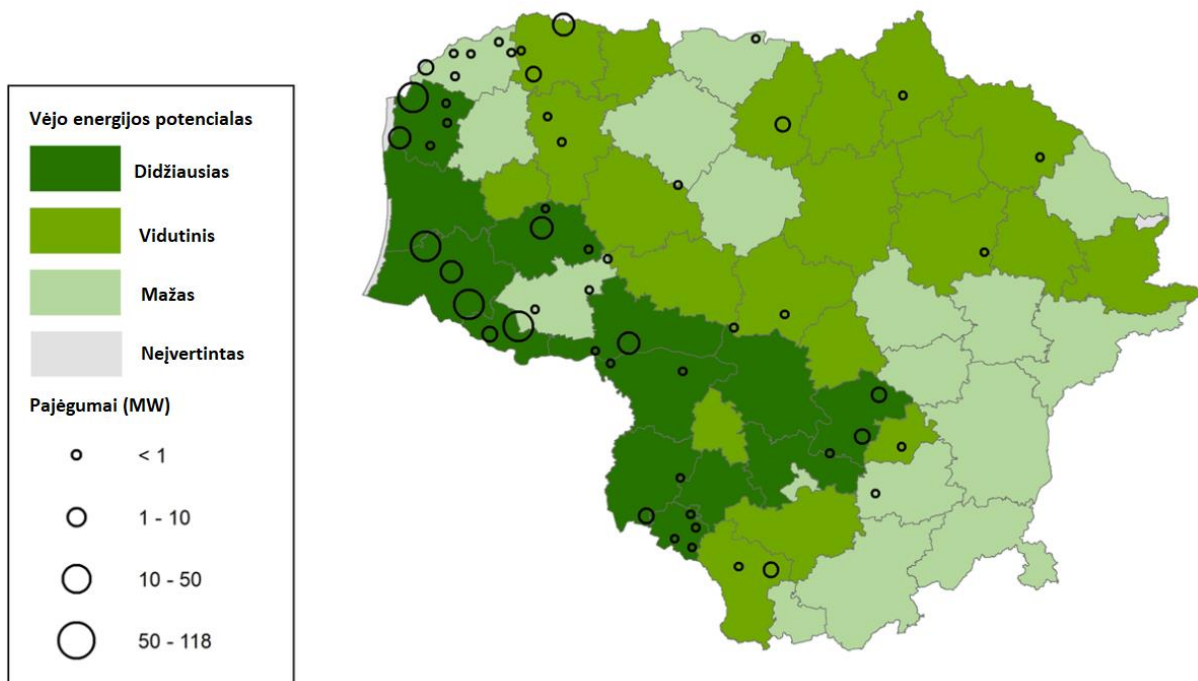 Vėjo energijos potencialas
Didžiausias
Vidutinis
Mažas
Neįvertintas
Pajėgumai (MW)
< 1
1 - 10
10 - 50
50 - 118